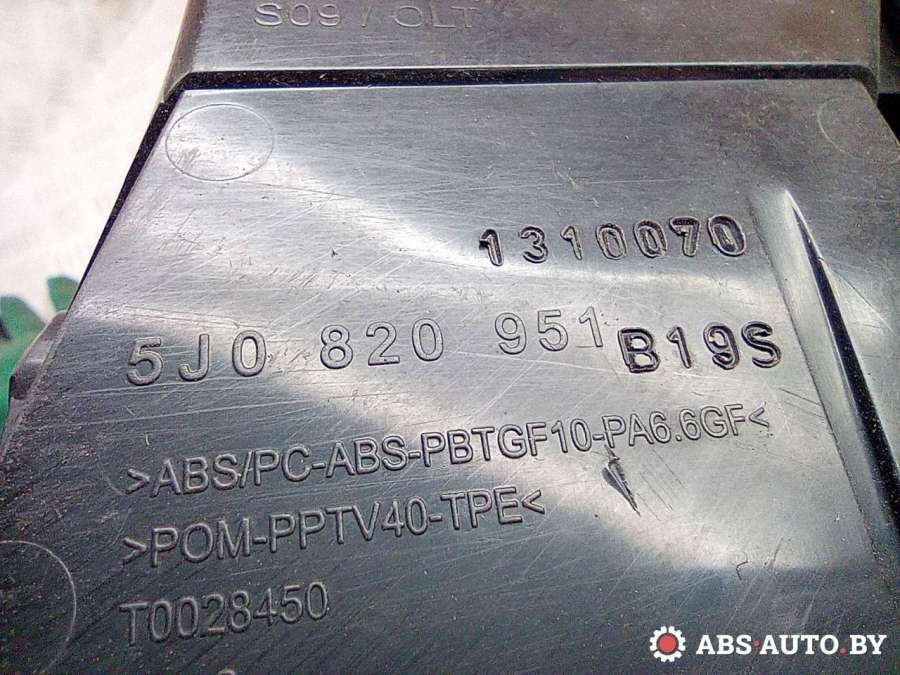 S09 / OLT
1310070
5J0 820 951 B19S
>ABS/PC-ABS-PBTGF10-PA6.6GF<
>POM-PPTV40-TPE<
T0028450
ABS-AUTO.BY